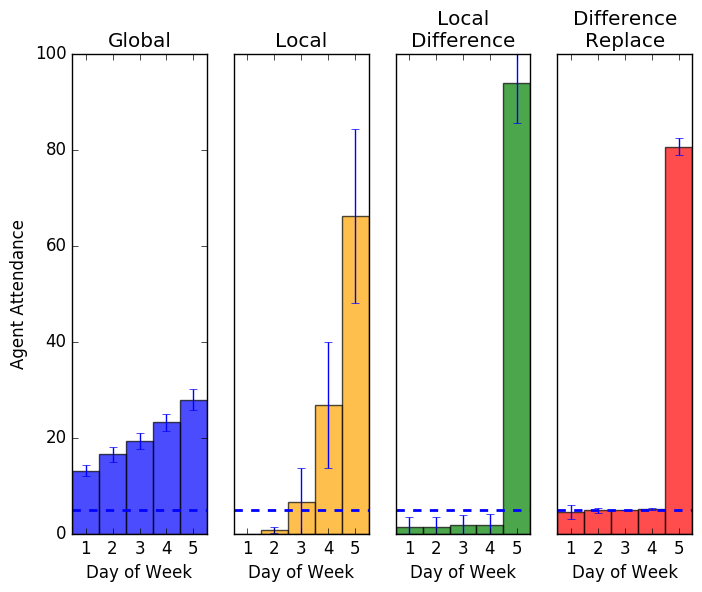 Global
Local
Local
Difference
Difference
Replace
Agent Attendance
100
80
60
40
20
0
1 2 3 4 5
1 2 3 4 5
1 2 3 4 5
1 2 3 4 5
Day of Week
Day of Week
Day of Week
Day of Week